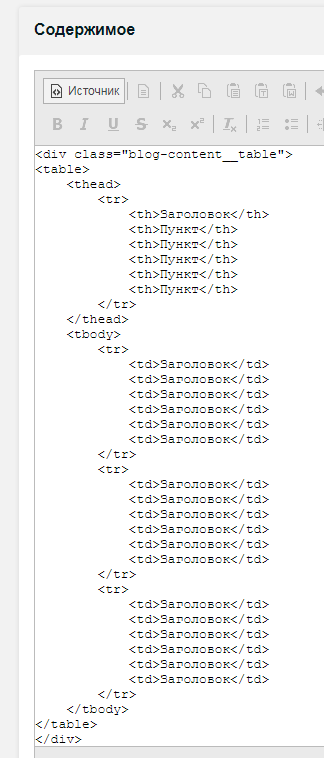 Содержимое
Источник
B I U S x₂ x² Iₓ
<div class="blog-content__table">
<table>
    <thead>
        <tr>
            <th>Заголовок</th>
            <th>Пункт</th>
            <th>Пункт</th>
            <th>Пункт</th>
            <th>Пункт</th>
            <th>Пункт</th>
        </tr>
    </thead>
    <tbody>
        <tr>
            <td>Заголовок</td>
            <td>Заголовок</td>
            <td>Заголовок</td>
            <td>Заголовок</td>
            <td>Заголовок</td>
            <td>Заголовок</td>
        </tr>
        <tr>
            <td>Заголовок</td>
            <td>Заголовок</td>
            <td>Заголовок</td>
            <td>Заголовок</td>
            <td>Заголовок</td>
            <td>Заголовок</td>
        </tr>
        <tr>
            <td>Заголовок</td>
            <td>Заголовок</td>
            <td>Заголовок</td>
            <td>Заголовок</td>
            <td>Заголовок</td>
            <td>Заголовок</td>
        </tr>
    </tbody>
</table>
</div>